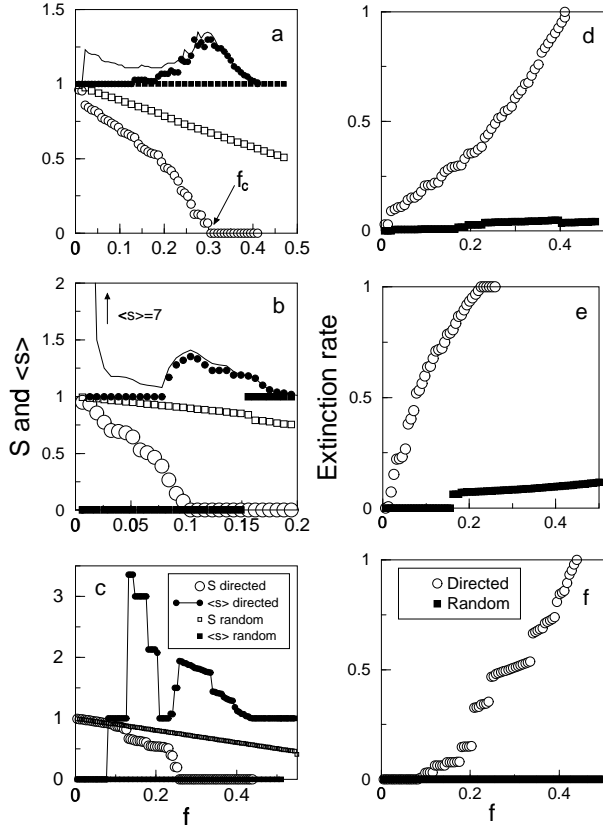 1.5
1
0.5
0
0
0.1
0.2
0.3
0.4
0.5
a
f_c
2
1.5
1
0.5
0
0
0.05
0.1
0.15
0.2
b
<s>=7
S and <s>
3
2
1
0
0
0.2
0.4
c
S directed
<s> directed
S random
<s> random
f
1
0.5
0
0
0.2
0.4
d
1
0.5
0
0
0.2
0.4
e
Extinction rate
1
0.5
0
0
0.2
0.4
f
Directed
Random
f